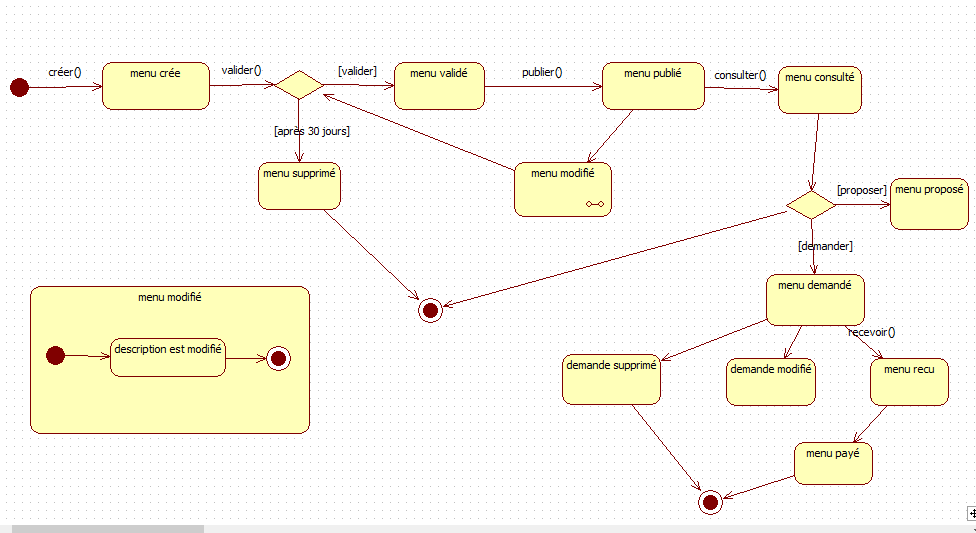 créer()
menu crée
valider()
[valider]
menu validé
publier()
menu publié
consulter()
menu consulté
[après 30 jours]
menu supprimé
menu modifié
[proposer]
menu proposé
[demander]
menu demandé
menu modifié
description est modifié
recevoir()
demande supprimé
demande modifié
menu recu
menu payé